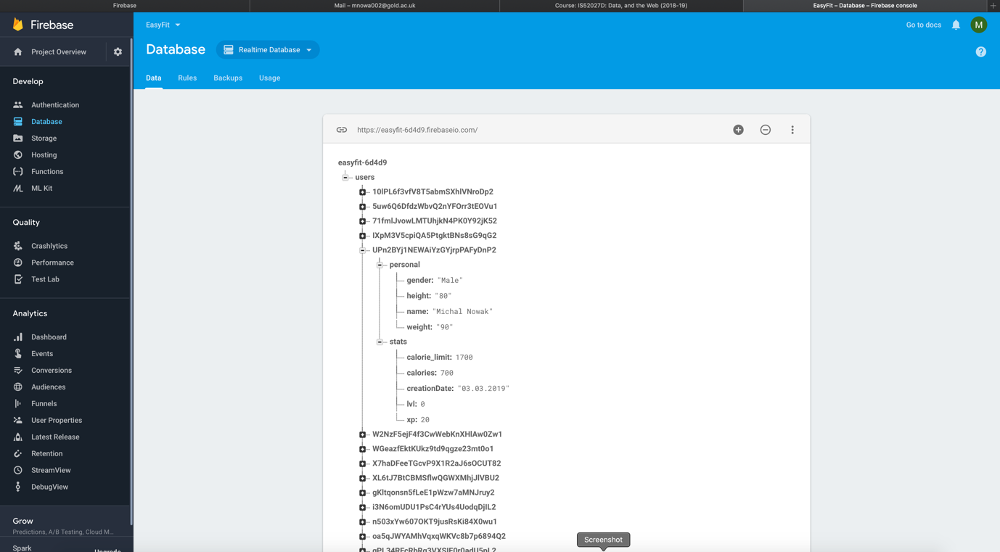 Firebase
Mail – mnowa002@gold.ac.uk
Course: IS52027D: Data, and the Web (2018-19)
EasyFit – Database – Firebase console
Firebase
EasyFit
Go to docs
M
Project Overview
Database
Realtime Database
Data
Rules
Backups
Usage
Develop
Authentication
Database
Storage
Hosting
Functions
ML Kit
Quality
Crashlytics
Performance
Test Lab
Analytics
Dashboard
Events
Conversions
Audiences
Funnels
User Properties
Latest Release
Retention
StreamView
DebugView
Grow
Predictions, A/B Testing, Cloud M...
Spark
Upgrade
https://easyfit-6d4d9.firebaseio.com/
easyfit-6d4d9
users
10lPL6f3vfV8T5abmSXhlVNroDp2
5uw6Q6DfdzWbvQ2nYFOrr3tEOVu1
71fmlJvowLMTUhjkN4PK0Y92jK52
IXpM3V5cpiQA5PtgktBNs8sG9qG2
UPn2BYj1NEWAiYzGYjrpPAFyDnP2
personal
gender: "Male"
height: "80"
name: "Michal Nowak"
weight: "90"
stats
calorie_limit: 1700
calories: 700
creationDate: "03.03.2019"
lvl: 0
xp: 20
W2NzF5ejF4f3CwWebKnXHlAw0Zw1
WGeazfEktKUkz9td9qgze23mt0o1
X7haDFeeTGcvP9X1R2aJ6sOCUT82
XL6tJ7BtCBMSflwQGWXMhjJlVBU2
gKltqonsn5fLeE1pWzw7aMNJruy2
i3N6omUDU1PsC4rYUs4UodqDjIL2
n503xYw607OKT9jusRsKi84X0wu1
oa5qJWYAMhVqxqWKVc8b7p6894Q2
Screenshot